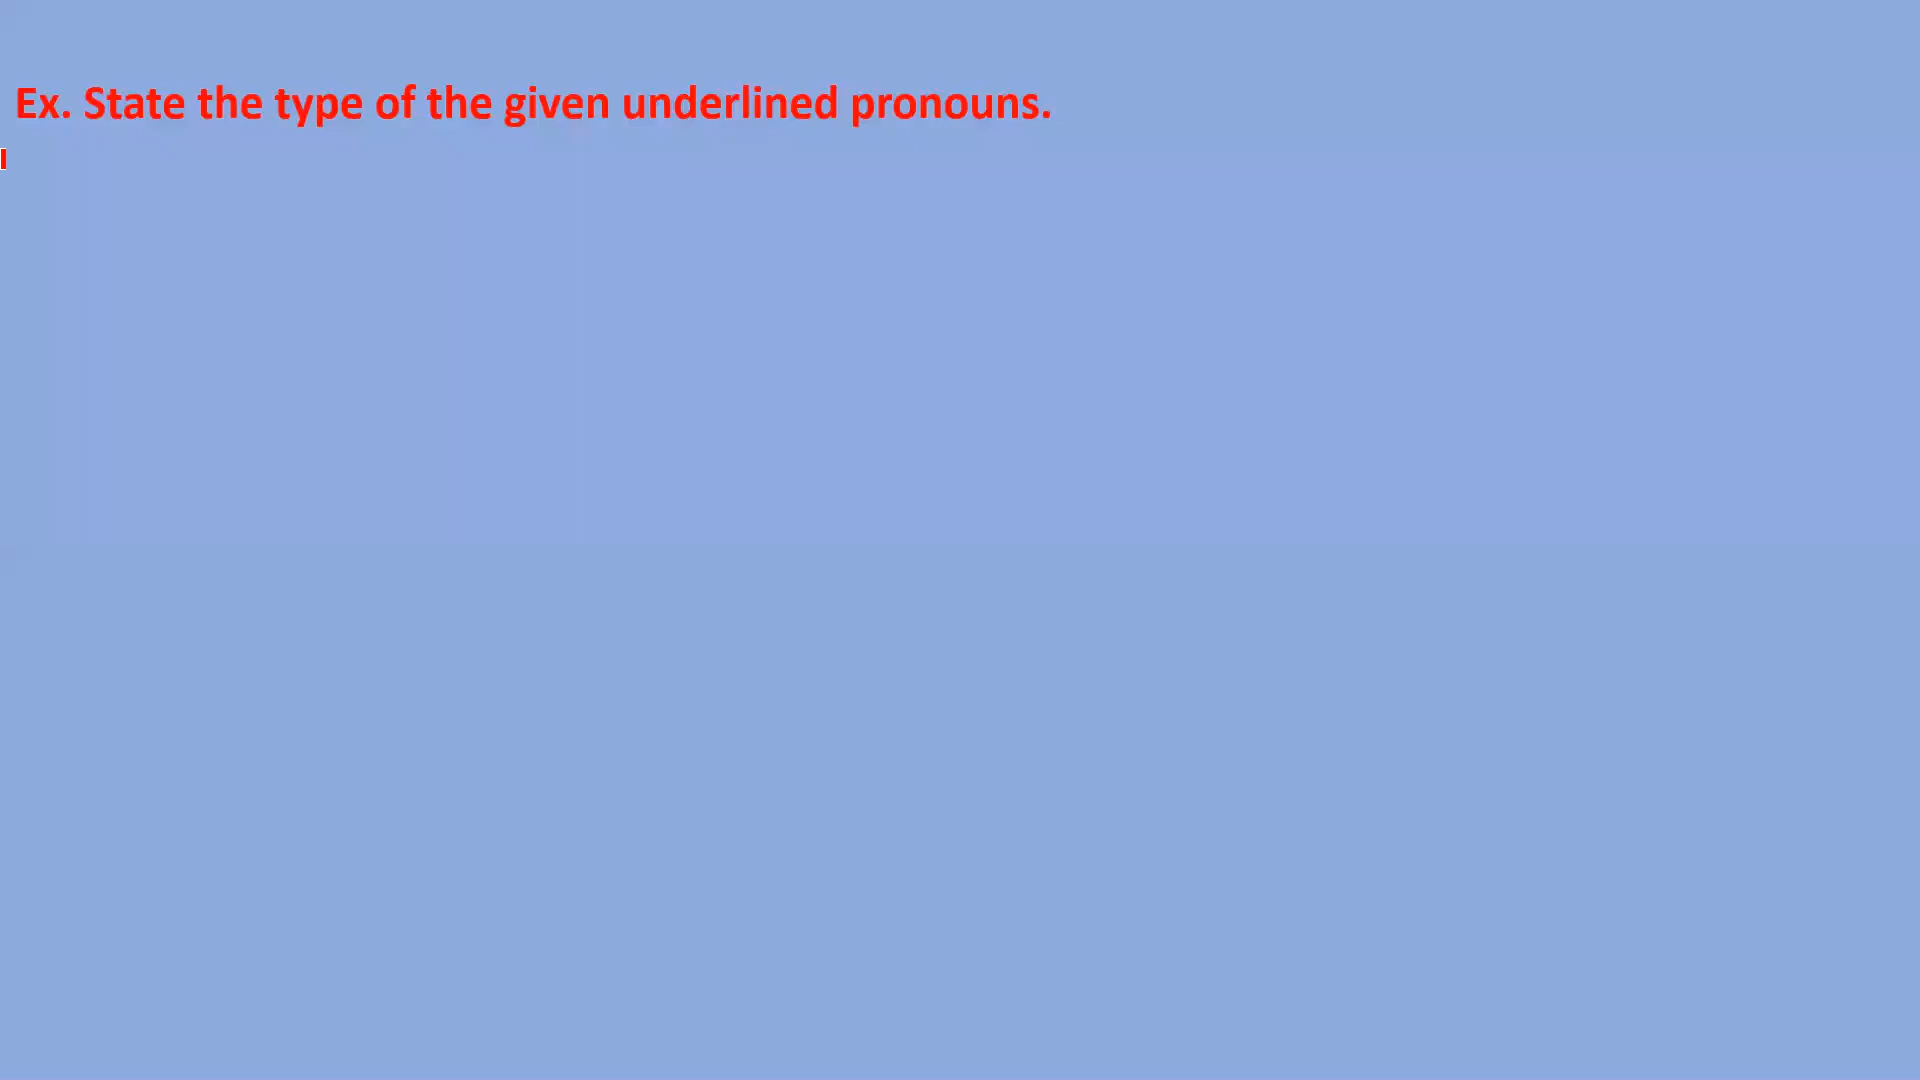 Ex. State the type of the given underlined pronouns.